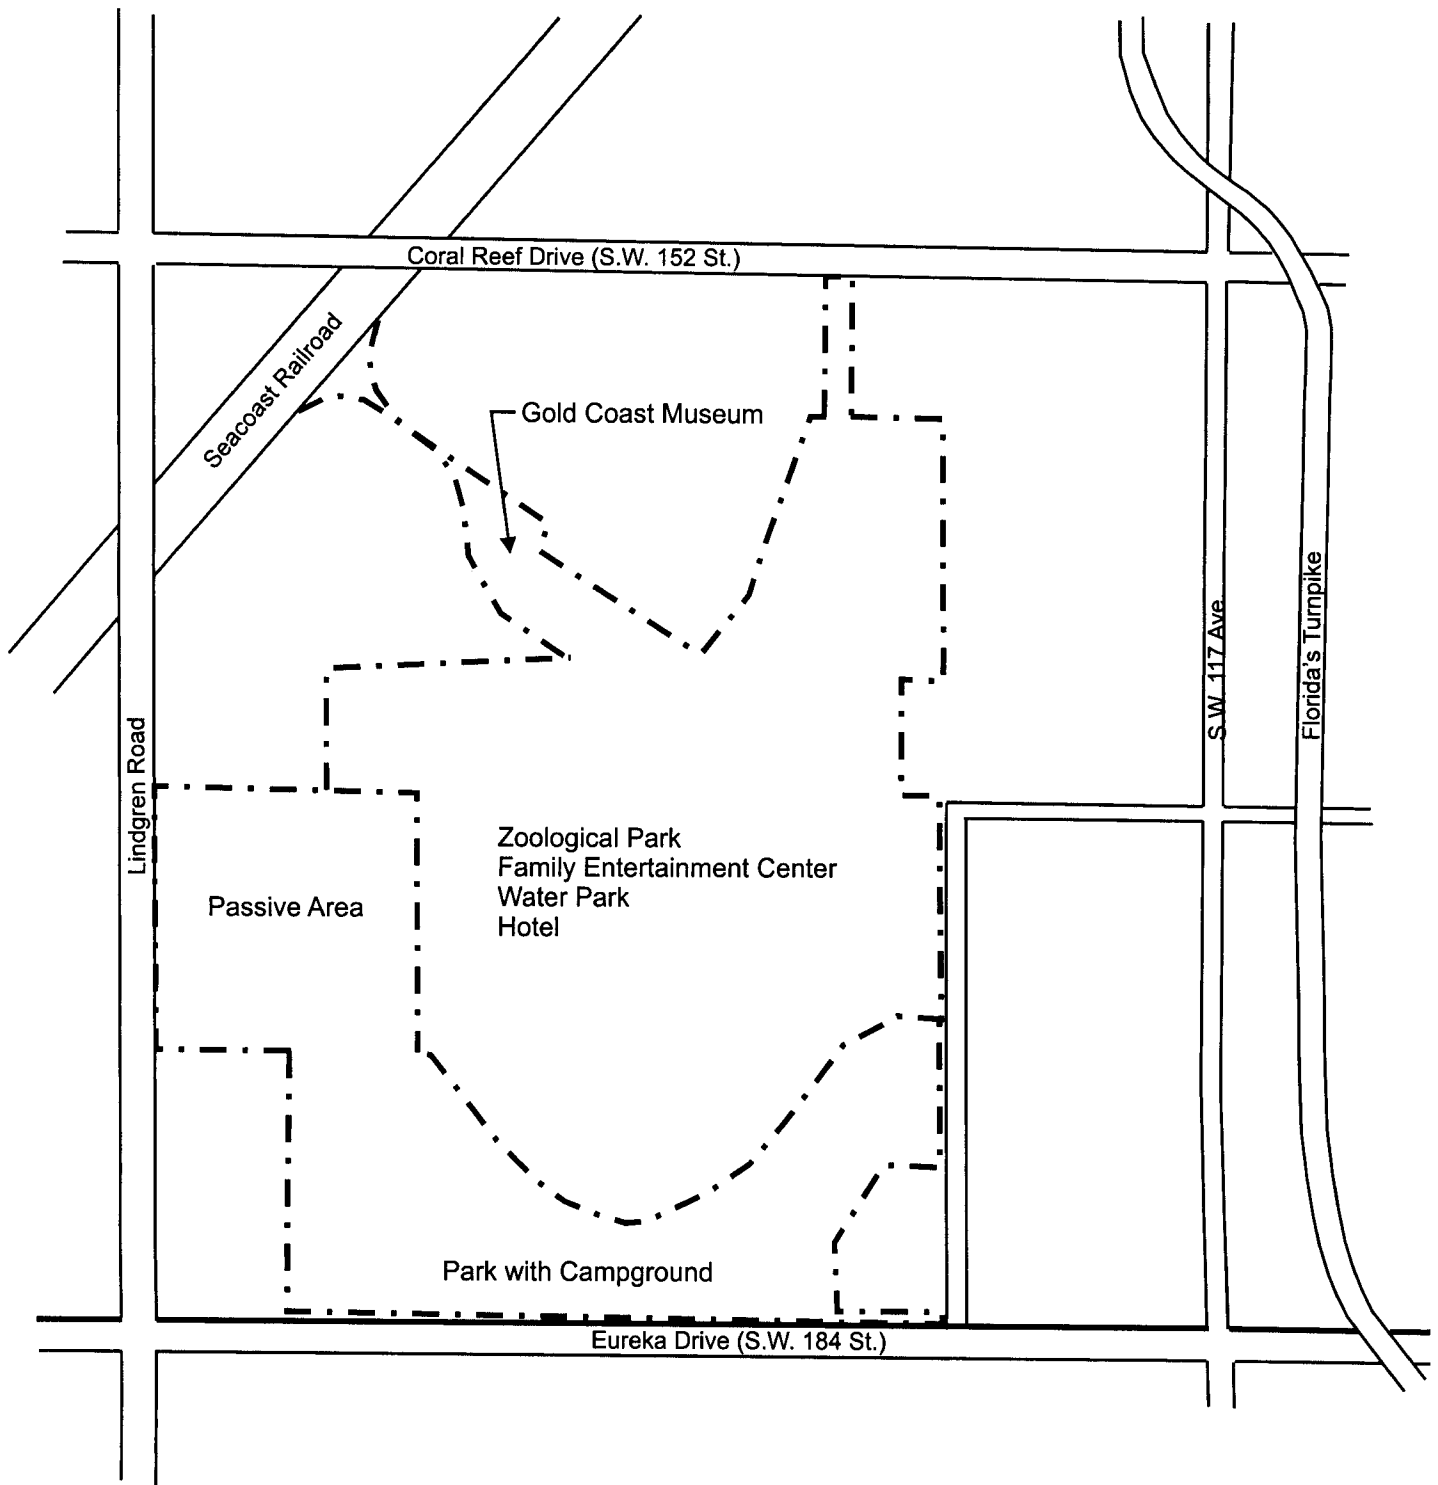 Coral Reef Drive (S.W. 152 St.)
Seacoast Railroad
Gold Coast Museum
S.W. 117 Ave.
Florida's Turnpike
Lindgren Road
Zoological Park
Family Entertainment Center
Water Park
Hotel
Passive Area
Park with Campground
Eureka Drive (S.W. 184 St.)